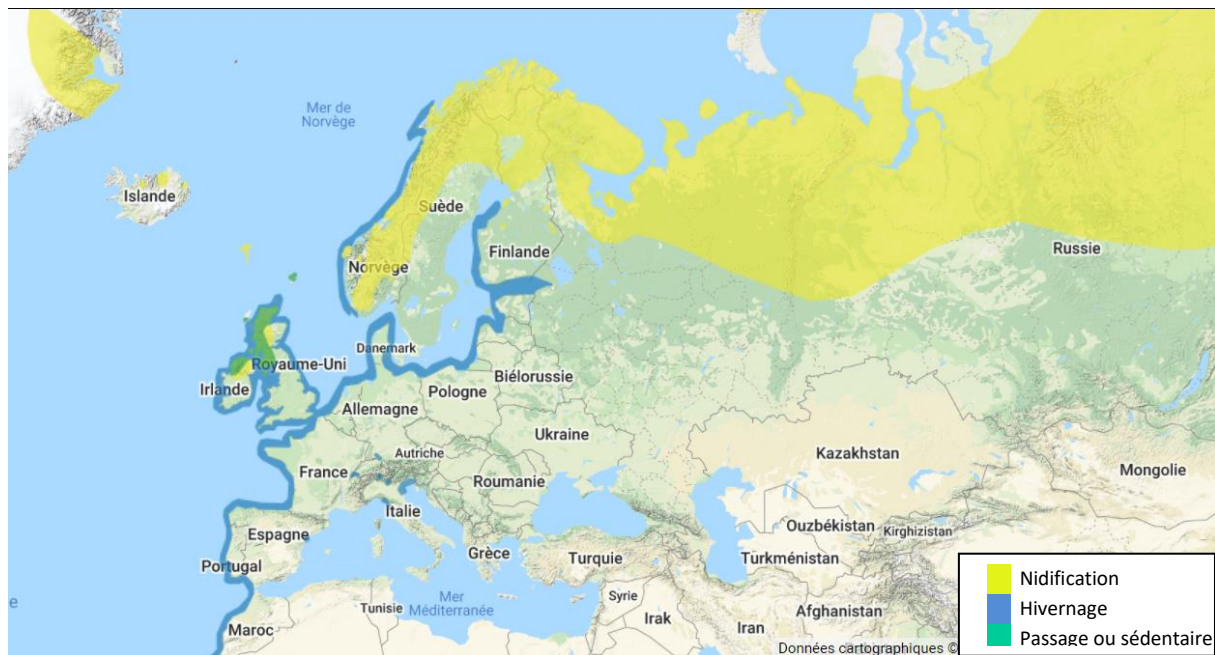 Mer de
Norvège
Islande
Suède
Finlande
Norvège
Russie
Danemark
Royaume-Uni
Irlande
Biélorussie
Pologne
Allemagne
Ukraine
Autriche
Kazakhstan
France
Mongolie
Roumanie
Italie
Ouzbékistan
Kirghizistan
Espagne
Grèce
Turquie
Türkménistan
Portugal
Nidification
Syrie
Mer
Méditerranée
e
Tunisie
Hivernage
Irak
Afghanistan
Iran
Maroc
Passage ou sédentaire
Données cartographiques ©